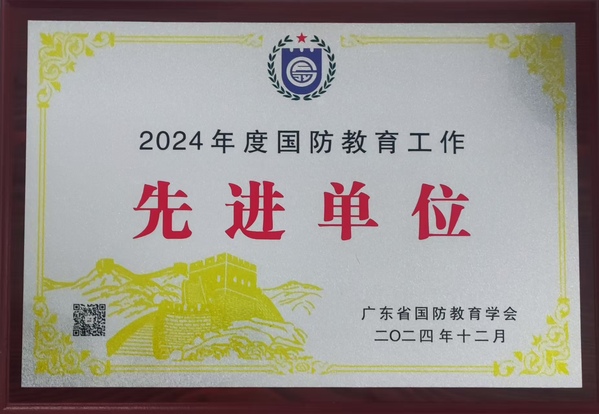 2024年度国防教育工作
先进单位
广东省国防教育学会
二〇二四年十二月